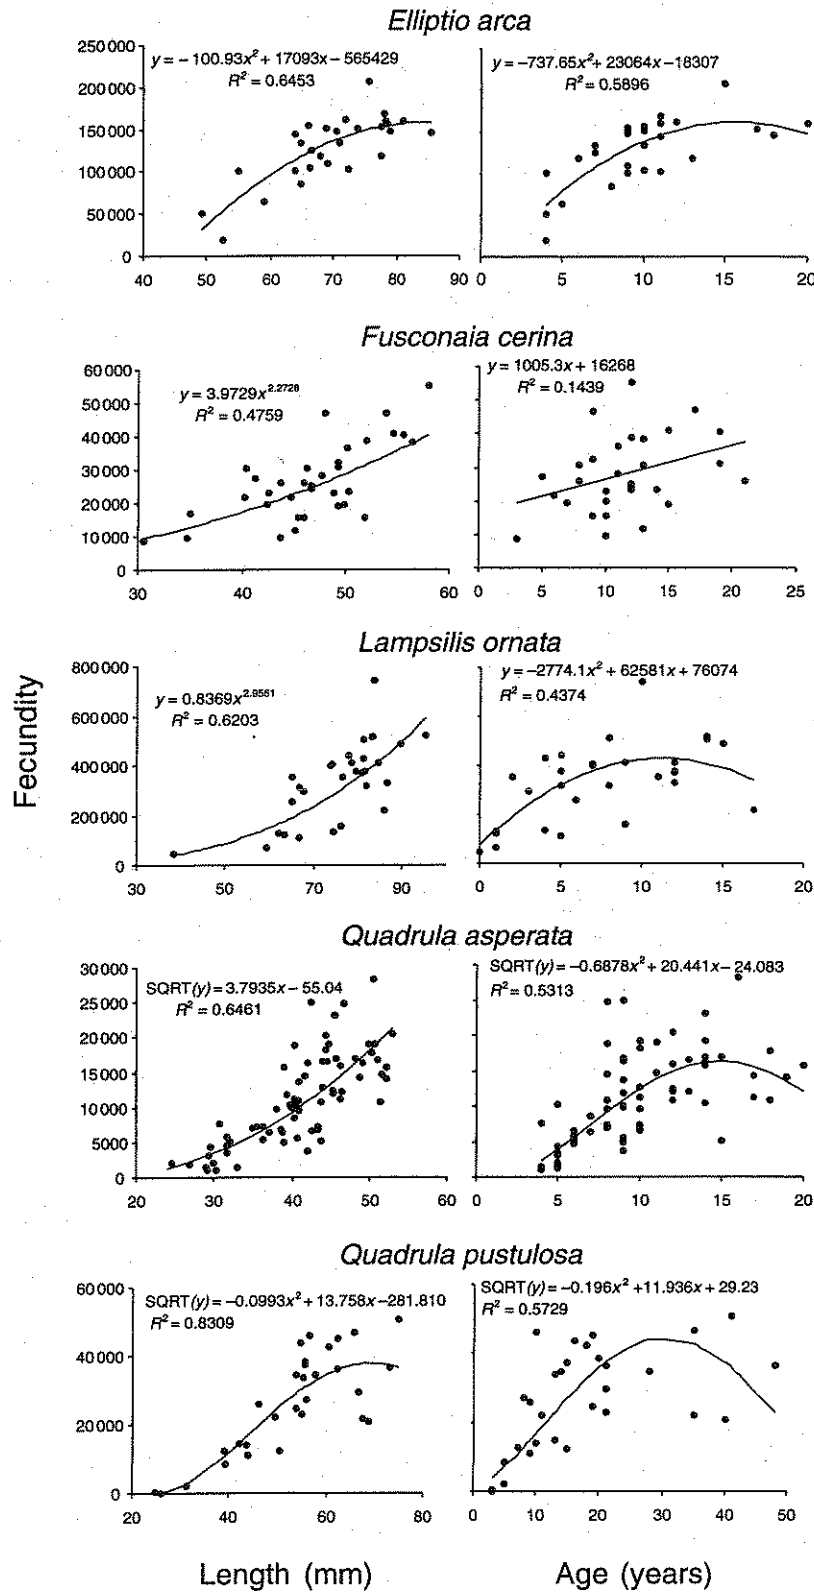 Elliptio arca
250 000
200 000
150 000
100 000
50 000
0
y = − 100.93x² + 17093x − 565429
R² = 0.6453
40 50 60 70 80 90
y = −737.65x² + 23064x −18307
R² = 0.5896
0 5 10 15 20
Fusconaia cerina
60 000
50 000
40 000
30 000
20 000
10 000
0
y = 3.9729x^2.2728
R² = 0.4759
30 40 50 60
y = 1005.3x + 16268
R² = 0.1439
0 5 10 15 20 25
Lampsilis ornata
800 000
600 000
400 000
200 000
0
y = 0.8369x^2.9551
R² = 0.6203
30 50 70 90
y = −2774.1x² + 62581x + 76074
R² = 0.4374
0 5 10 15 20
Fecundity
Quadrula asperata
30 000
25 000
20 000
15 000
10 000
5000
0
SQRT(y) = 3.7935x − 55.04
R² = 0.6461
20 30 40 50 60
SQRT(y) = −0.6878x² + 20.441x − 24.083
R² = 0.5313
0 5 10 15 20
Quadrula pustulosa
60 000
40 000
20 000
0
SQRT(y) = −0.0993x² + 13.758x −281.810
R² = 0.8309
20 40 60 80
SQRT(y) = −0.196x² +11.936x + 29.23
R² = 0.5729
0 10 20 30 40 50
Length (mm)
Age (years)